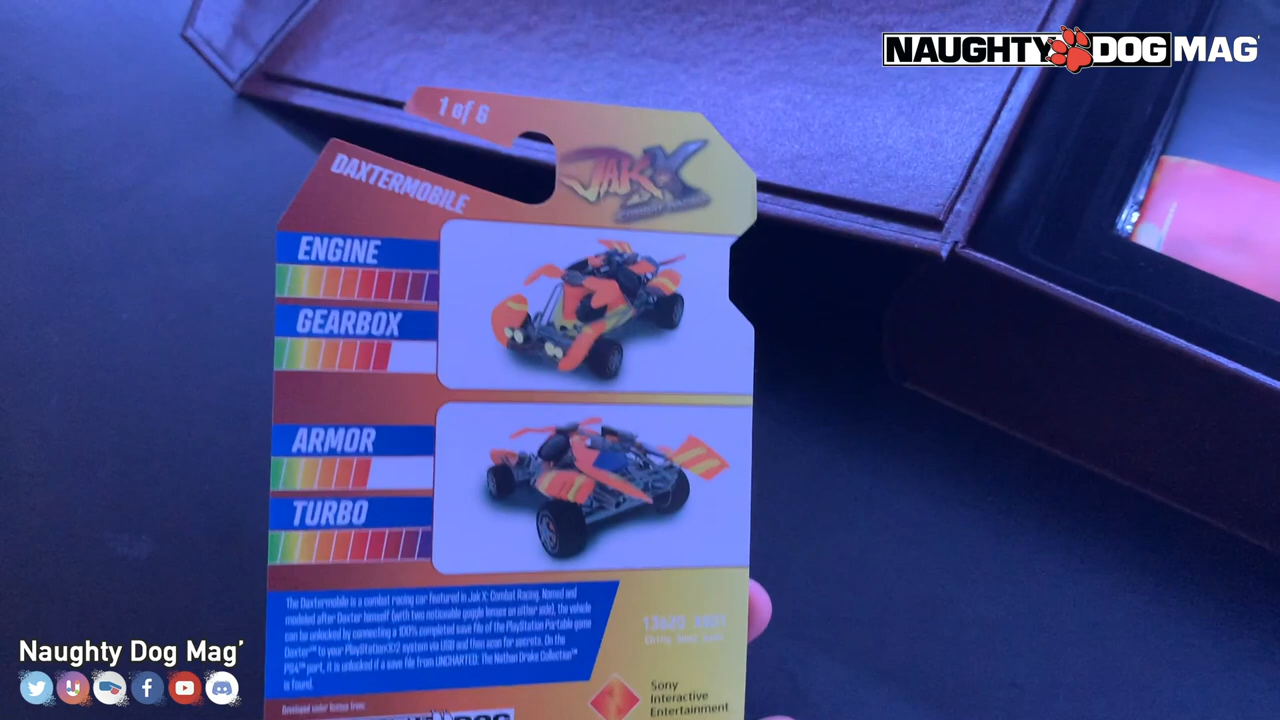 NAUGHTY DOG MAG'
1 of 6
JAK X
DAXTERMOBILE
ENGINE
GEARBOX
ARMOR
TURBO
The Daxtermobile is a combat racing car featured in Jak X: Combat Racing. Named and
modeled after Daxter himself (with two noticeable goggle lenses on either side), the vehicle
can be unlocked by connecting a 100% completed save file of the PlayStation Portable game
Daxter™ to your PlayStation®2 system via USB and then scan for secrets. On the
PS4™ port, it is unlocked if a save file from UNCHARTED: The Nathan Drake Collection™
is found.
Sony
Interactive
Entertainment
DOG
Naughty Dog Mag'